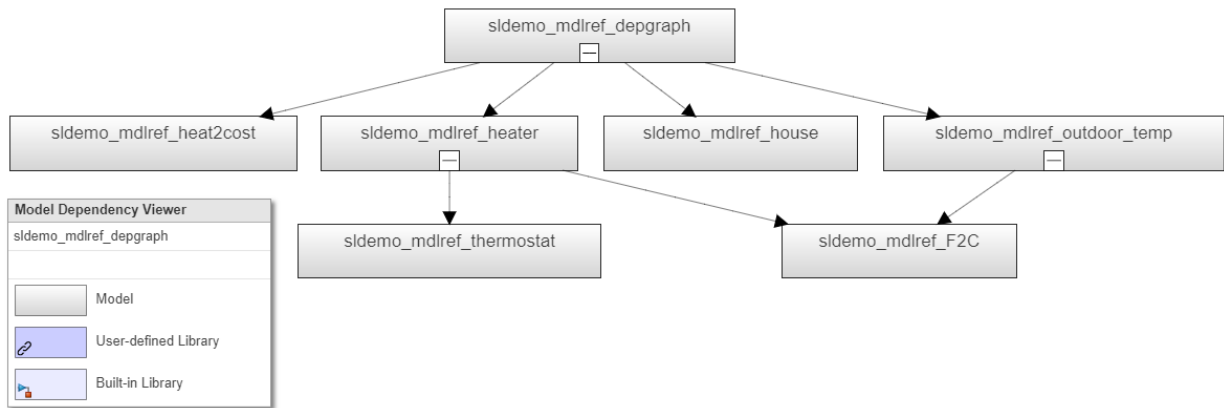 sldemo_mdlref_depgraph
sldemo_mdlref_heat2cost
sldemo_mdlref_heater
sldemo_mdlref_house
sldemo_mdlref_outdoor_temp
sldemo_mdlref_thermostat
sldemo_mdlref_F2C
Model Dependency Viewer
sldemo_mdlref_depgraph
Model
User-defined Library
Built-in Library